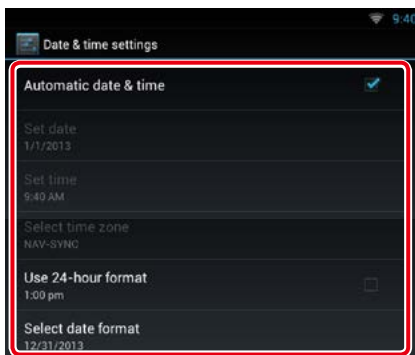 9:40
Date & time settings
Automatic date & time
Set date
1/1/2013
Set time
9:40 AM
Select time zone
NAV-SYNC
Use 24-hour format
1:00 pm
Select date format
12/31/2013